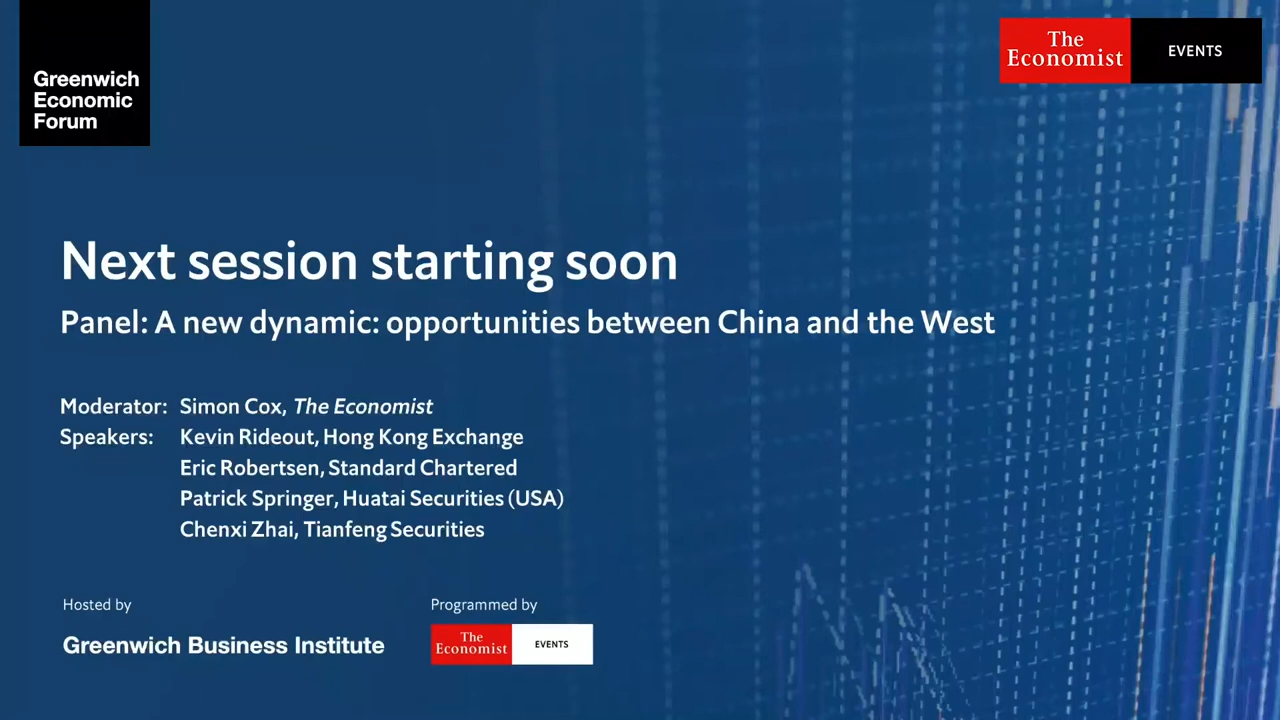 Greenwich
Economic
Forum
The
Economist
EVENTS
Next session starting soon
Panel: A new dynamic: opportunities between China and the West
Moderator: Simon Cox, The Economist
Speakers: Kevin Rideout, Hong Kong Exchange
Eric Robertsen, Standard Chartered
Patrick Springer, Huatai Securities (USA)
Chenxi Zhai, Tianfeng Securities
Hosted by
Greenwich Business Institute
Programmed by
The
Economist
EVENTS